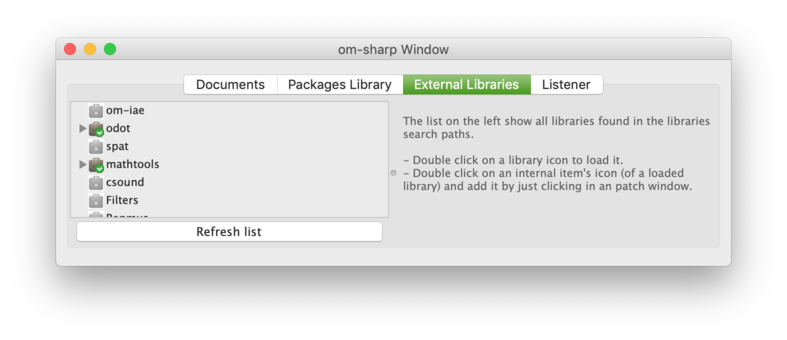 om-sharp Window
Documents Packages Library External Libraries Listener
om-iae
odot
spat
mathtools
csound
Filters
Refresh list
The list on the left show all libraries found in the libraries
search paths.
- Double click on a library icon to load it.
- Double click on an internal item's icon (of a loaded
library) and add it by just clicking in an patch window.